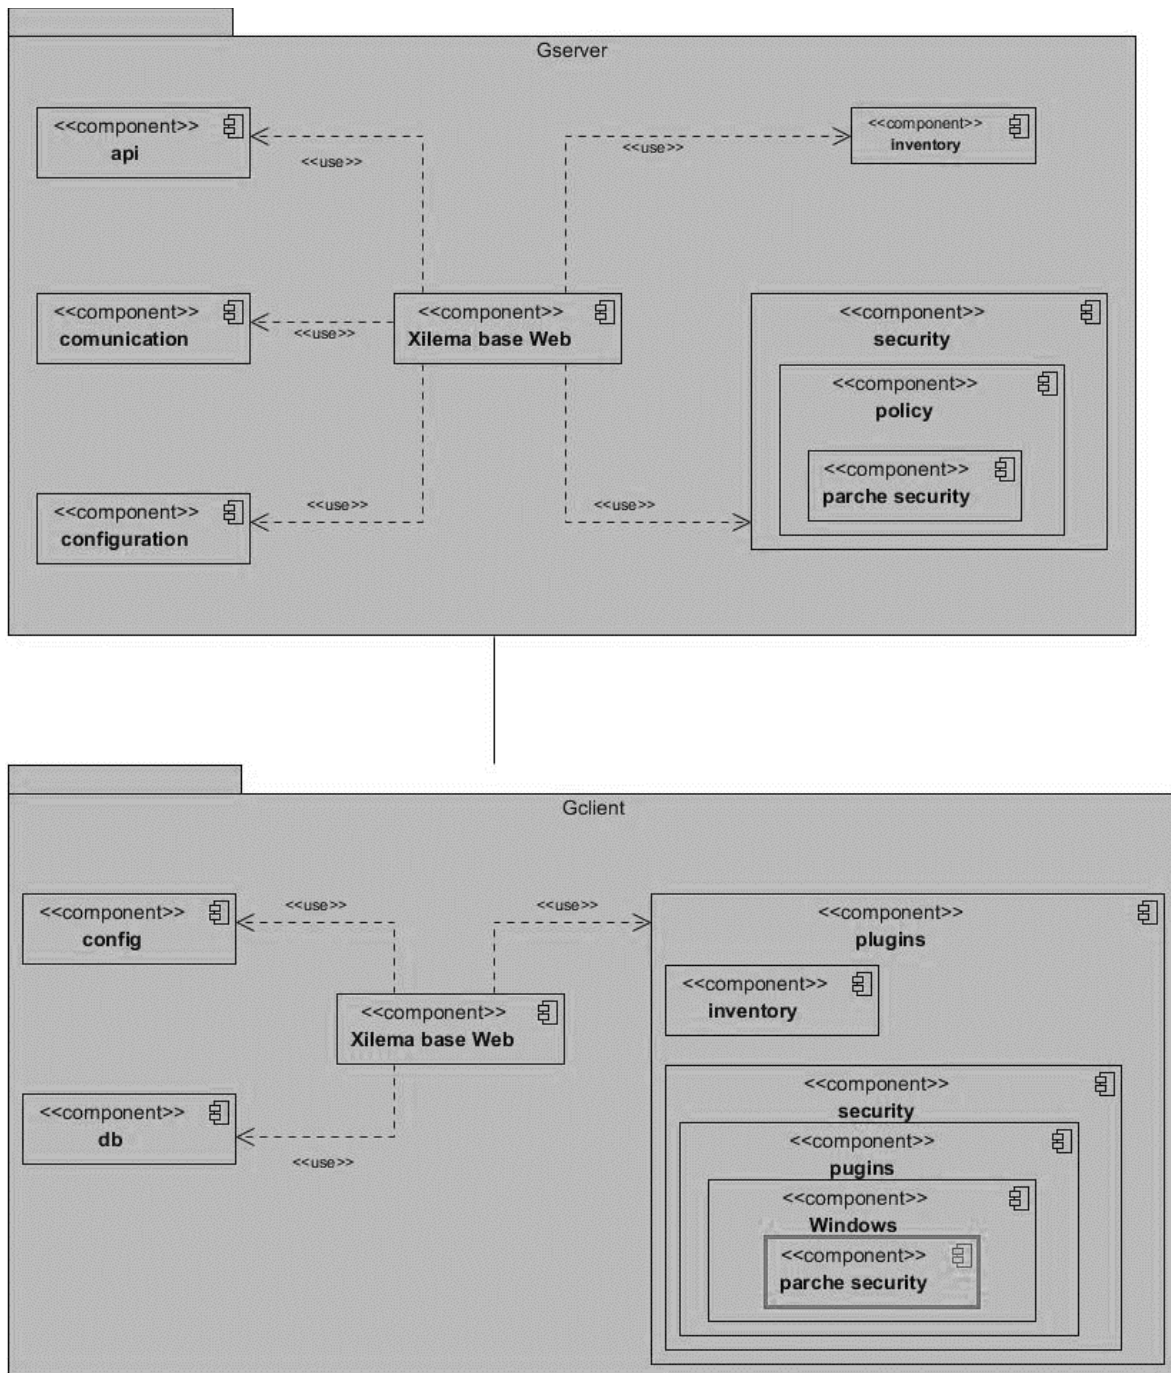 Gserver
<<component>>
api
<<use>>
<<use>>
<<component>>
inventory
<<component>>
comunication
<<use>>
<<component>>
Xilema base Web
<<component>>
security
<<component>>
policy
<<component>>
parche security
<<component>>
configuration
<<use>>
<<use>>
Gclient
<<component>>
config
<<use>>
<<use>>
<<component>>
plugins
<<component>>
inventory
<<component>>
Xilema base Web
<<component>>
db
<<use>>
<<component>>
security
<<component>>
pugins
<<component>>
Windows
<<component>>
parche security